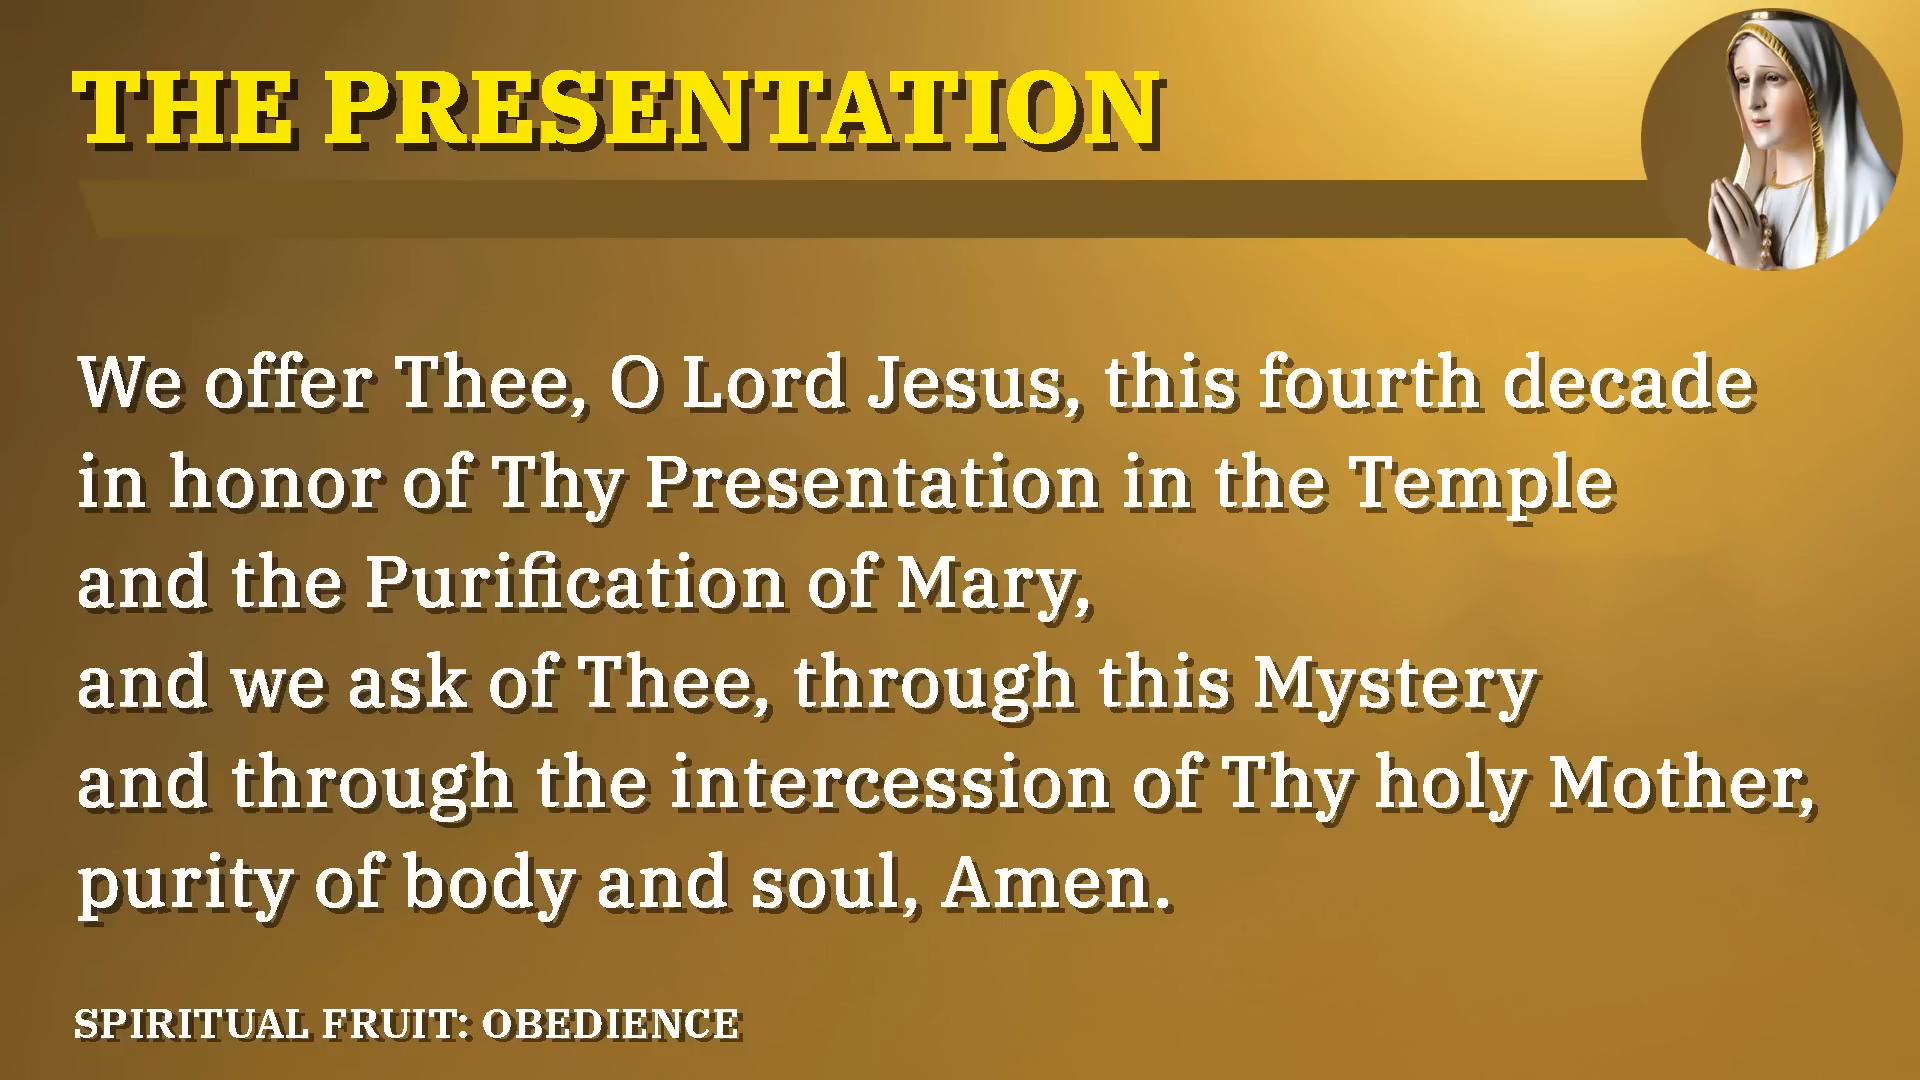 THE PRESENTATION
We offer Thee, O Lord Jesus, this fourth decade
in honor of Thy Presentation in the Temple
and the Purification of Mary,
and we ask of Thee, through this Mystery
and through the intercession of Thy holy Mother,
purity of body and soul, Amen.
SPIRITUAL FRUIT: OBEDIENCE